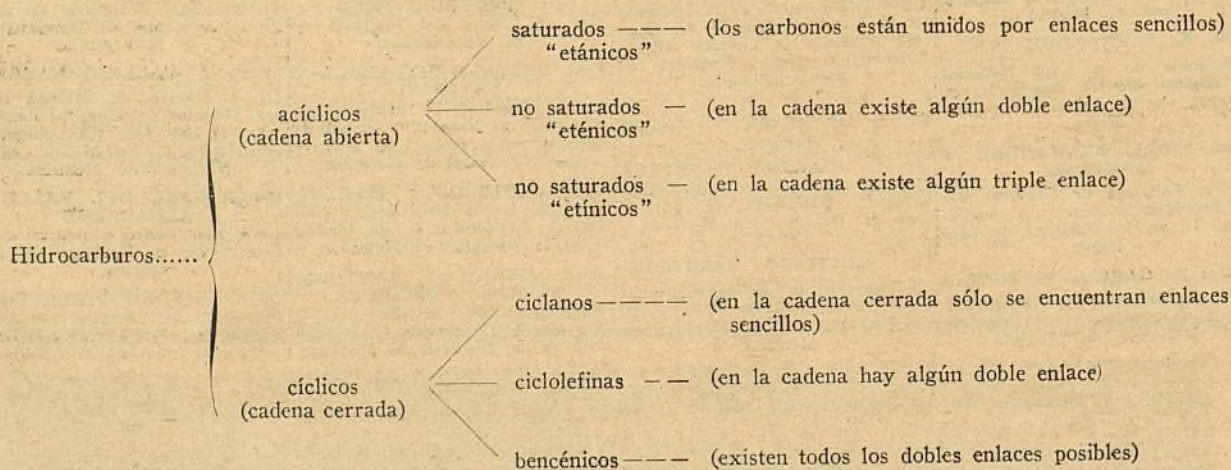 saturados ——— (los carbonos están unidos por enlaces sencillos)
“etánicos”
acíclicos
(cadena abierta)
no saturados — (en la cadena existe algún doble enlace)
“eténicos”
no saturados — (en la cadena existe algún triple enlace)
“etínicos”
Hidrocarburos......
ciclanos ———— (en la cadena cerrada sólo se encuentran enlaces
sencillos)
cíclicos
(cadena cerrada)
ciclolefinas —— (en la cadena hay algún doble enlace)
bencénicos ——— (existen todos los dobles enlaces posibles)